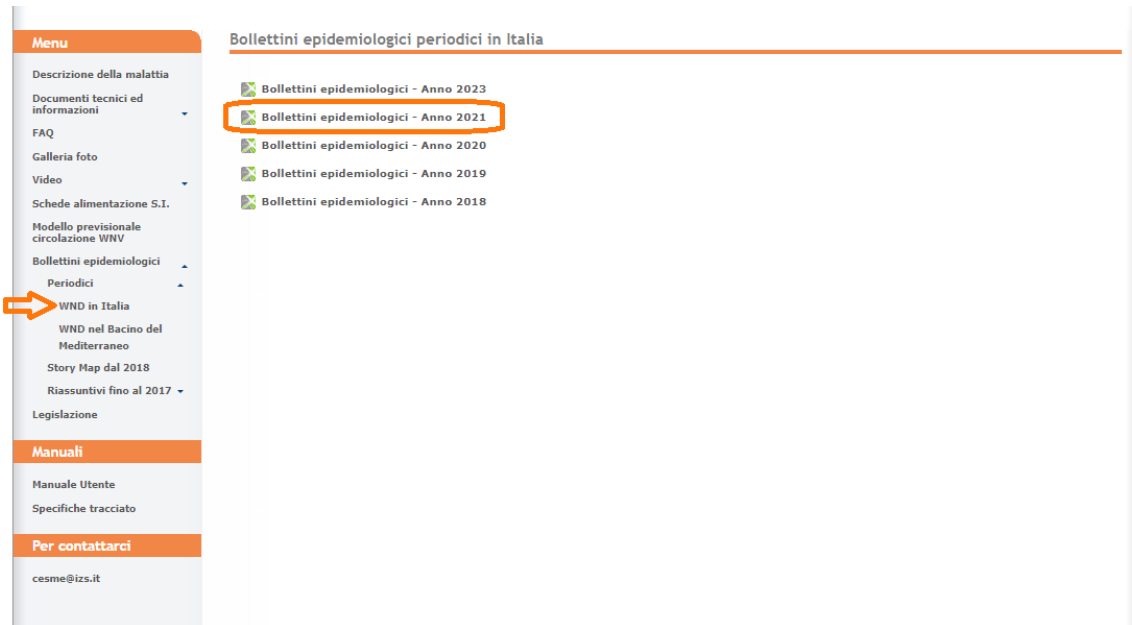 Menu
Descrizione della malattia
Documenti tecnici ed
informazioni
FAQ
Galleria foto
Video
Schede alimentazione S.I.
Modello previsionale
circolazione WNV
Bollettini epidemiologici
Periodici
WND in Italia
WND nel Bacino del
Mediterraneo
Story Map dal 2018
Riassuntivi fino al 2017
Legislazione
Manuali
Manuale Utente
Specifiche tracciato
Per contattarci
cesme@izs.it
Bollettini epidemiologici periodici in Italia
Bollettini epidemiologici - Anno 2023
Bollettini epidemiologici - Anno 2021
Bollettini epidemiologici - Anno 2020
Bollettini epidemiologici - Anno 2019
Bollettini epidemiologici - Anno 2018